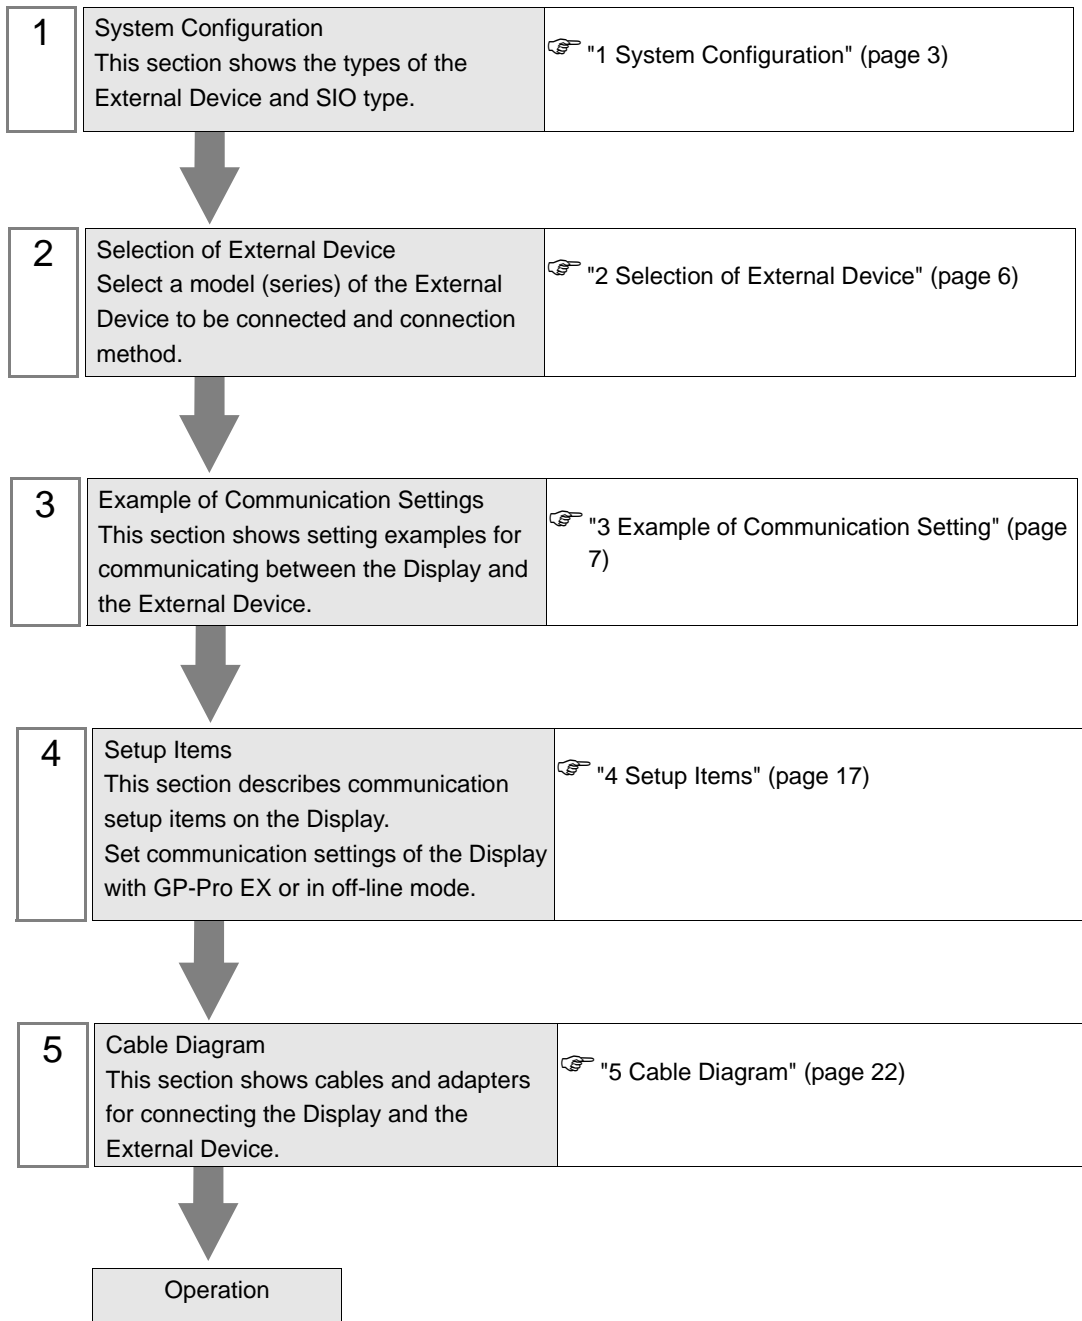 1
System Configuration
This section shows the types of the
External Device and SIO type.
"1 System Configuration" (page 3)
2
Selection of External Device
Select a model (series) of the External
Device to be connected and connection
method.
"2 Selection of External Device" (page 6)
3
Example of Communication Settings
This section shows setting examples for
communicating between the Display and
the External Device.
"3 Example of Communication Setting" (page
7)
4
Setup Items
This section describes communication
setup items on the Display.
Set communication settings of the Display
with GP-Pro EX or in off-line mode.
"4 Setup Items" (page 17)
5
Cable Diagram
This section shows cables and adapters
for connecting the Display and the
External Device.
"5 Cable Diagram" (page 22)
Operation